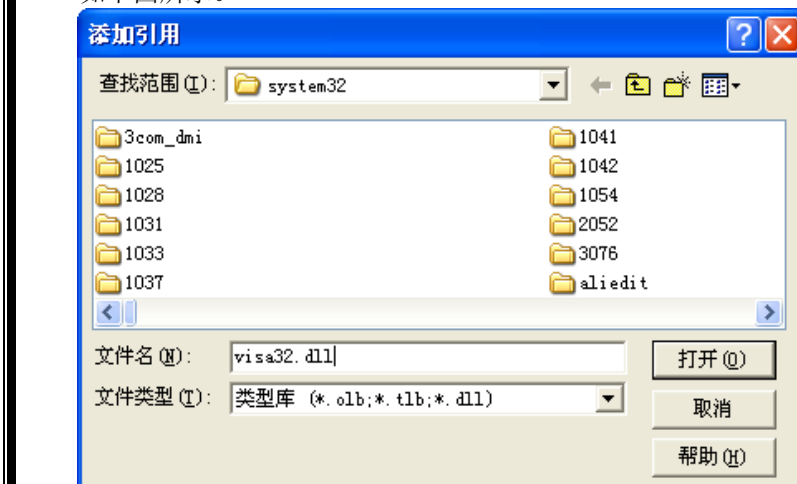 添加引用
查找范围(I): system32
3com_dmi
1025
1028
1031
1033
1037
1041
1042
1054
2052
3076
aliedit
文件名(N): visa32.dll 打开(O)
文件类型(T): 类型库 (*.olb;*.tlb;*.dll) 取消
帮助(H)